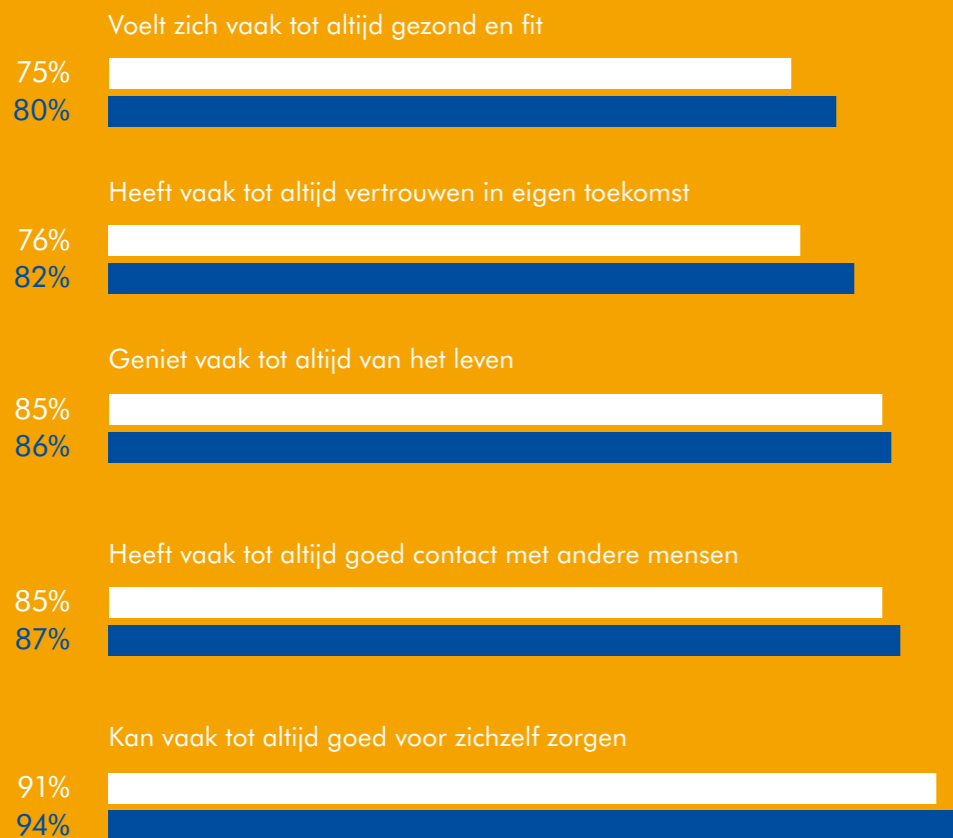 Voelt zich vaak tot altijd gezond en fit
75%
80%
Heeft vaak tot altijd vertrouwen in eigen toekomst
76%
82%
Geniet vaak tot altijd van het leven
85%
86%
Heeft vaak tot altijd goed contact met andere mensen
85%
87%
Kan vaak tot altijd goed voor zichzelf zorgen
91%
94%